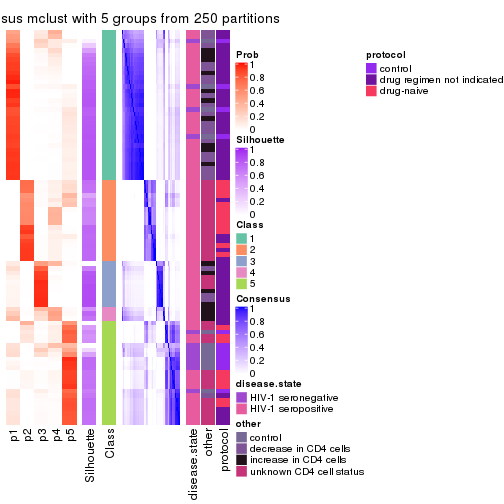 sus mclust with 5 groups from 250 partitions
Prob
1
0.8
0.6
0.4
0.2
0
Silhouette
1
0.8
0.6
0.4
0.2
0
Class
1
2
3
4
5
Consensus
1
0.8
0.6
0.4
0.2
0
disease.state
HIV-1 seronegative
HIV-1 seropositive
other
control
decrease in CD4 cells
increase in CD4 cells
unknown CD4 cell status
protocol
control
drug regimen not indicated
drug-naive
p1
p2
p3
p4
p5
Silhouette
Class
disease.state
other
protocol